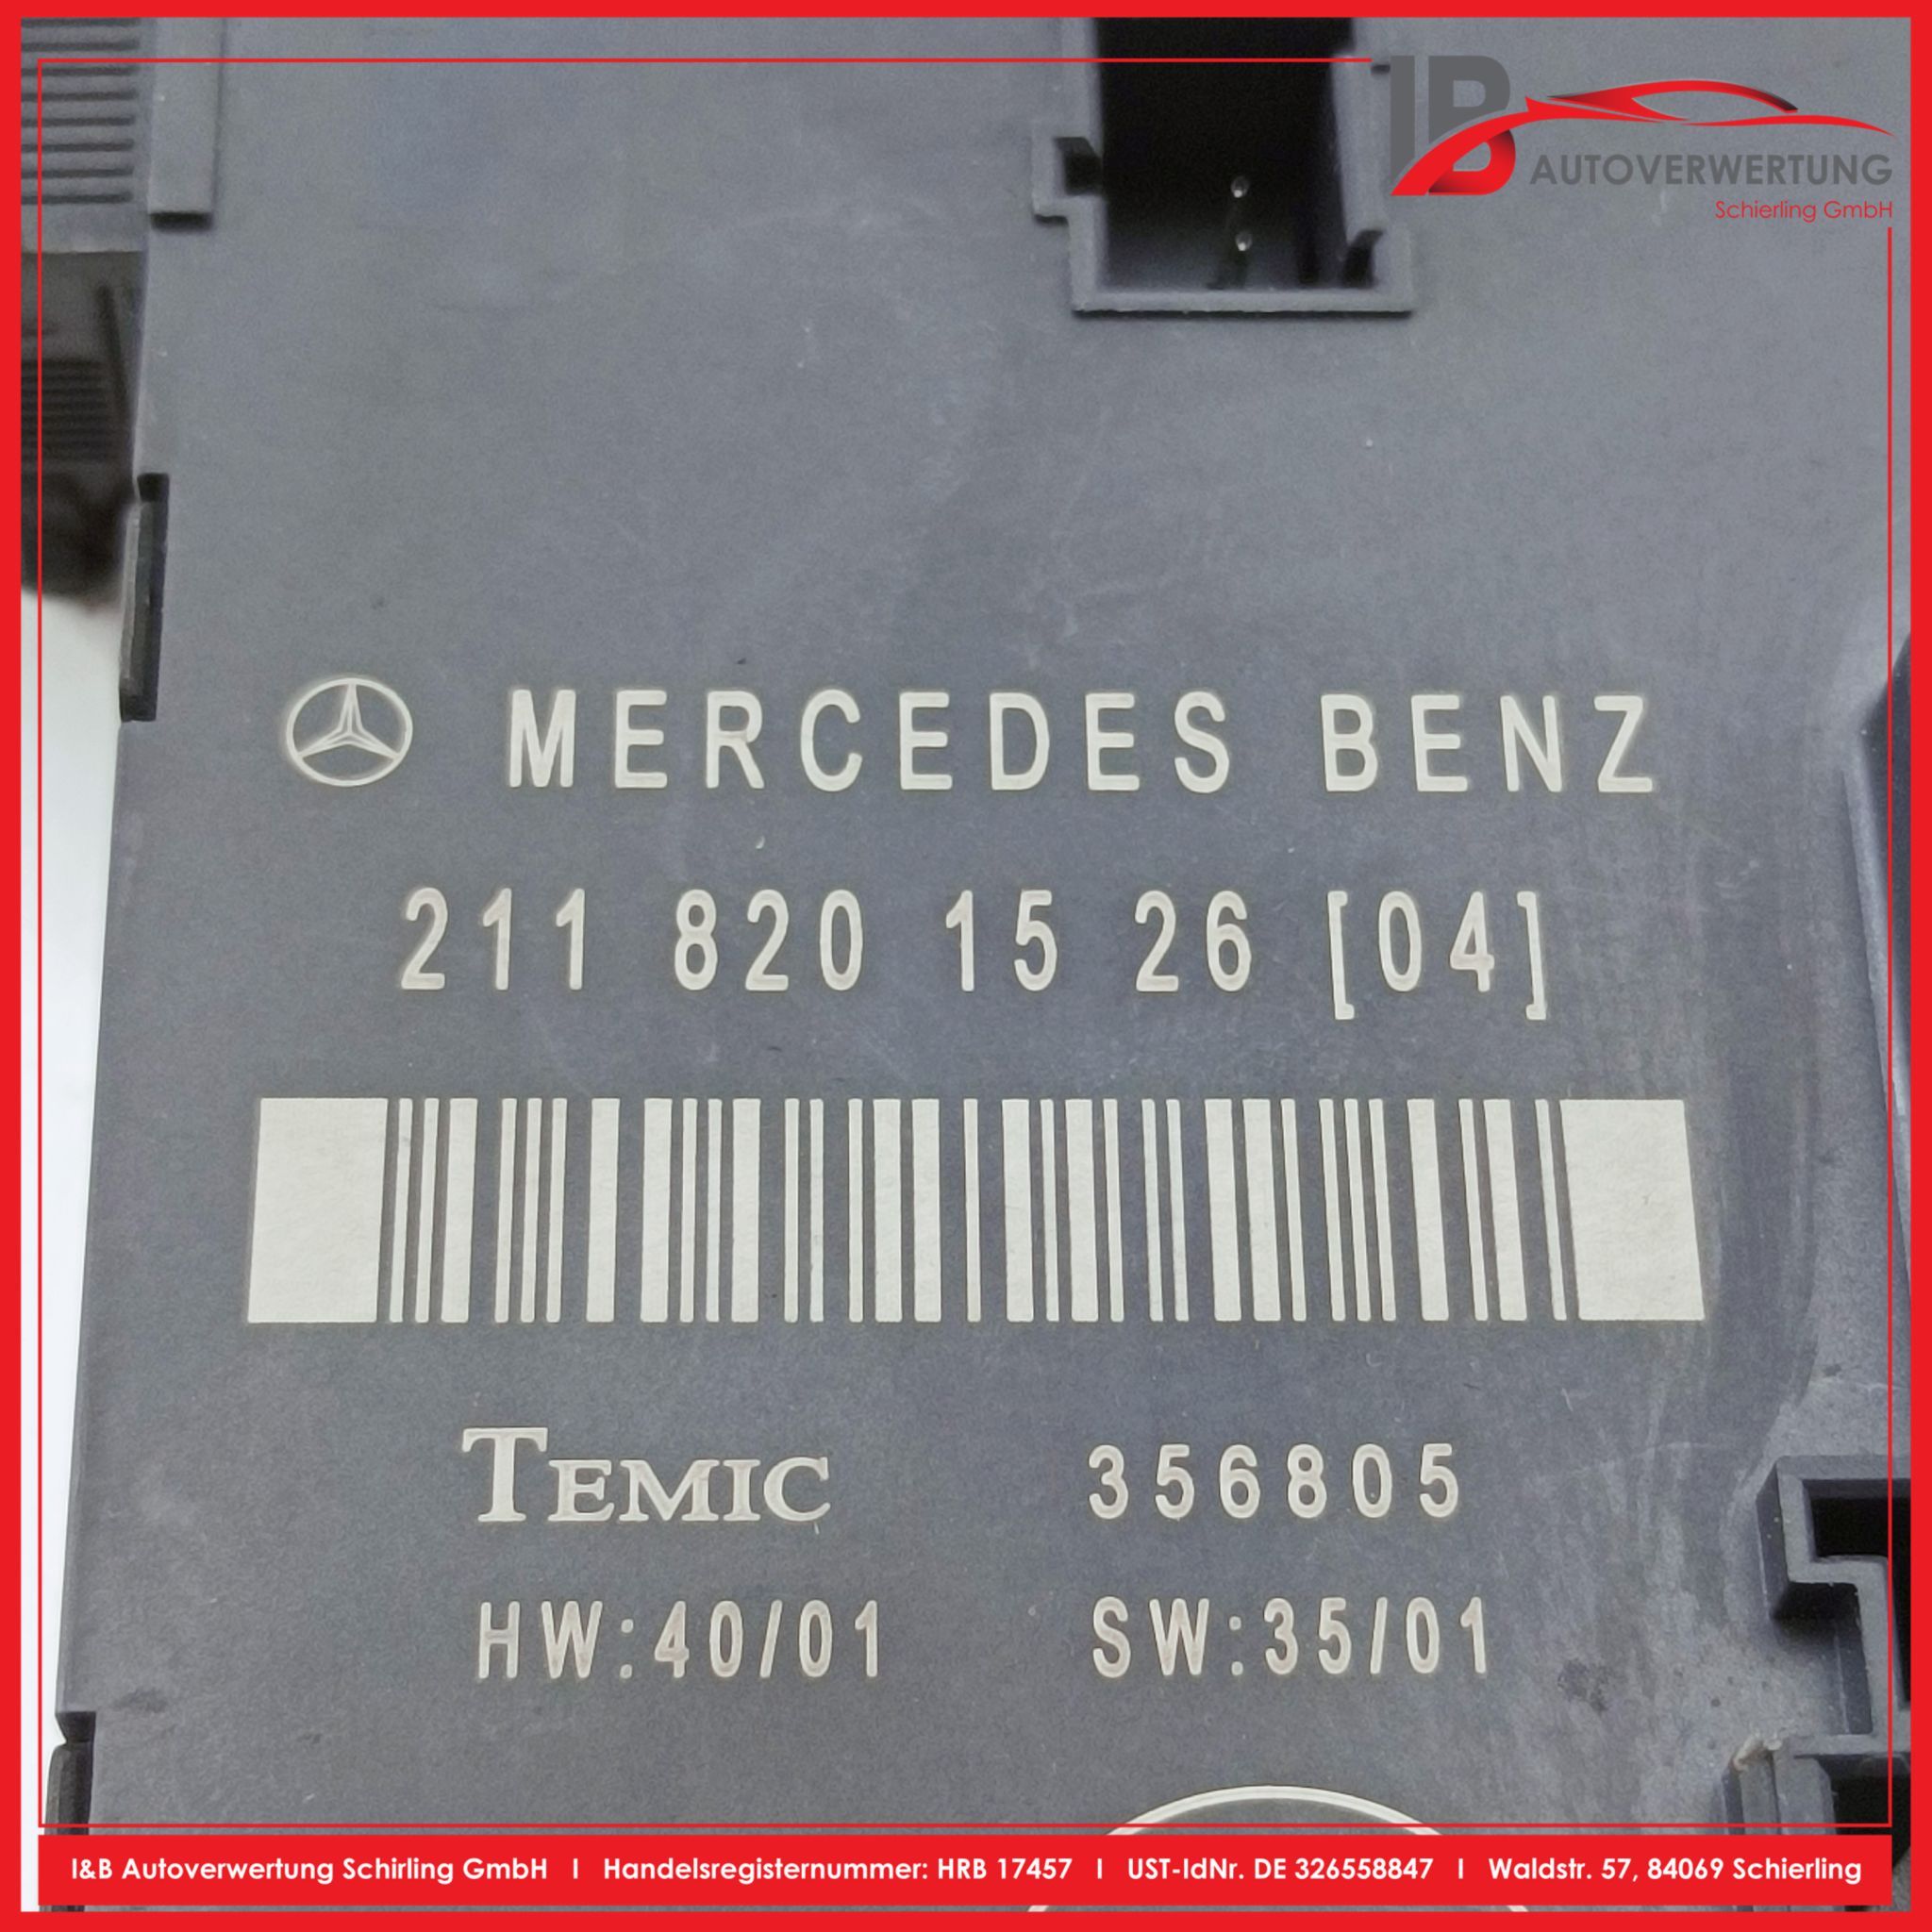 IB
AUTOVERWERTUNG
Schierling GmbH
MERCEDES BENZ
211 820 15 26 [04]
TEMIC 356805
HW:40/01 SW:35/01
I&B Autoverwertung Schirling GmbH I Handelsregisternummer: HRB 17457 I UST-IdNr. DE 326558847 I Waldstr. 57, 84069 Schierling